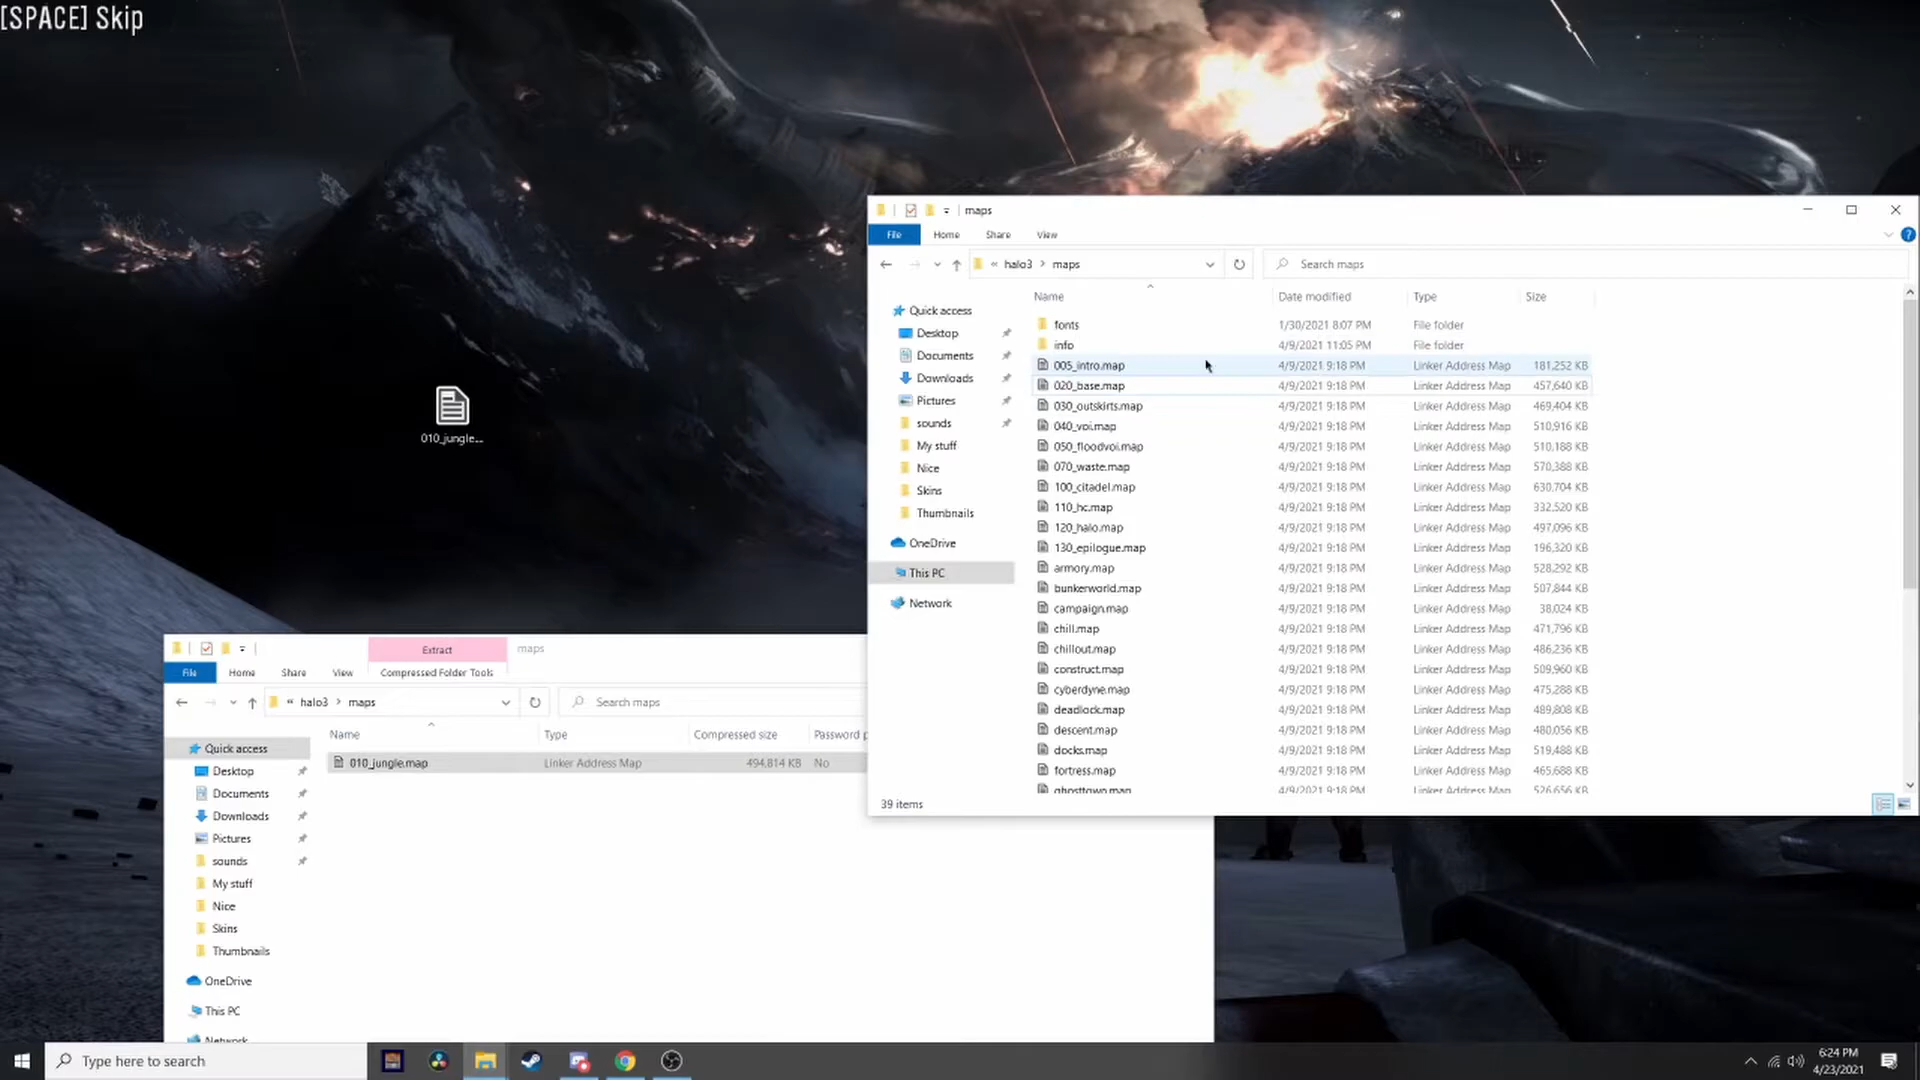 [SPACE] Skip
010_jungle...
maps
File Home Share View
« halo3 > maps
Search maps
Name Date modified Type Size
Quick access
Desktop
Documents
Downloads
Pictures
sounds
My stuff
Nice
Skins
Thumbnails
OneDrive
This PC
Network
fonts 1/30/2021 8:07 PM File folder
info 4/9/2021 11:05 PM File folder
005_intro.map 4/9/2021 9:18 PM Linker Address Map 181,252 KB
020_base.map 4/9/2021 9:18 PM Linker Address Map 457,640 KB
030_outskirts.map 4/9/2021 9:18 PM Linker Address Map 469,404 KB
040_voi.map 4/9/2021 9:18 PM Linker Address Map 510,916 KB
050_floodvoi.map 4/9/2021 9:18 PM Linker Address Map 510,188 KB
070_waste.map 4/9/2021 9:18 PM Linker Address Map 570,388 KB
100_citadel.map 4/9/2021 9:18 PM Linker Address Map 630,704 KB
110_hc.map 4/9/2021 9:18 PM Linker Address Map 332,520 KB
120_halo.map 4/9/2021 9:18 PM Linker Address Map 497,096 KB
130_epilogue.map 4/9/2021 9:18 PM Linker Address Map 196,320 KB
armory.map 4/9/2021 9:18 PM Linker Address Map 528,292 KB
bunkerworld.map 4/9/2021 9:18 PM Linker Address Map 507,844 KB
campaign.map 4/9/2021 9:18 PM Linker Address Map 38,024 KB
chill.map 4/9/2021 9:18 PM Linker Address Map 471,796 KB
chillout.map 4/9/2021 9:18 PM Linker Address Map 486,236 KB
construct.map 4/9/2021 9:18 PM Linker Address Map 509,960 KB
cyberdyne.map 4/9/2021 9:18 PM Linker Address Map 475,288 KB
deadlock.map 4/9/2021 9:18 PM Linker Address Map 489,808 KB
descent.map 4/9/2021 9:18 PM Linker Address Map 480,056 KB
docks.map 4/9/2021 9:18 PM Linker Address Map 519,488 KB
fortress.map 4/9/2021 9:18 PM Linker Address Map 465,688 KB
ghosttown.map 4/9/2021 9:18 PM Linker Address Map 526,656 KB
39 items
Extract maps
File Home Share View Compressed Folder Tools
« halo3 > maps
Search maps
Name Type Compressed size Password p
010_jungle.map Linker Address Map 494,814 KB No
Quick access
Desktop
Documents
Downloads
Pictures
sounds
My stuff
Nice
Skins
Thumbnails
OneDrive
This PC
Network
Type here to search
6:24 PM
4/23/2021